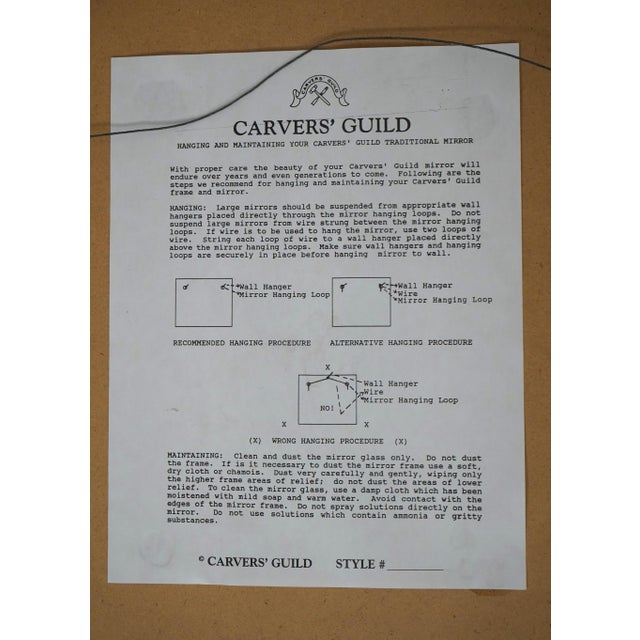 CARVERS' GUILD
CARVERS' GUILD
HANGING AND MAINTAINING YOUR CARVERS' GUILD TRADITIONAL MIRROR
With proper care the beauty of your Carvers' Guild mirror will
endure over years and even generations to come. Following are the
steps we recommend for hanging and maintaining your Carvers' Guild
frame and mirror.
HANGING: Large mirrors should be suspended from appropriate wall
hangers placed directly through the mirror hanging loops. Do not
suspend large mirrors from wire strung between the mirror hanging
loops. If wire is to be used to hang the mirror, use two loops of
wire. String each loop of wire to a wall hanger placed directly
above the mirror hanging loops. Make sure wall hangers and hanging
loops are securely in place before hanging mirror to wall.
Wall Hanger
Mirror Hanging Loop
RECOMMENDED HANGING PROCEDURE
Wall Hanger
Wire
Mirror Hanging Loop
ALTERNATIVE HANGING PROCEDURE
X
Wall Hanger
Wire
Mirror Hanging Loop
NO!
X X
(X) WRONG HANGING PROCEDURE (X)
MAINTAINING: Clean and dust the mirror glass only. Do not dust
the frame. If is it necessary to dust the mirror frame use a soft,
dry cloth or chamois. Dust very carefully and gently, wiping only
the higher frame areas of relief; do not dust the areas of lower
relief. To clean the mirror glass, use a damp cloth which has been
moistened with mild soap and warm water. Avoid contact with the
edges of the mirror frame. Do not spray solutions directly on the
mirror. Do not use solutions which contain ammonia or gritty
substances.
© CARVERS' GUILD STYLE # ________